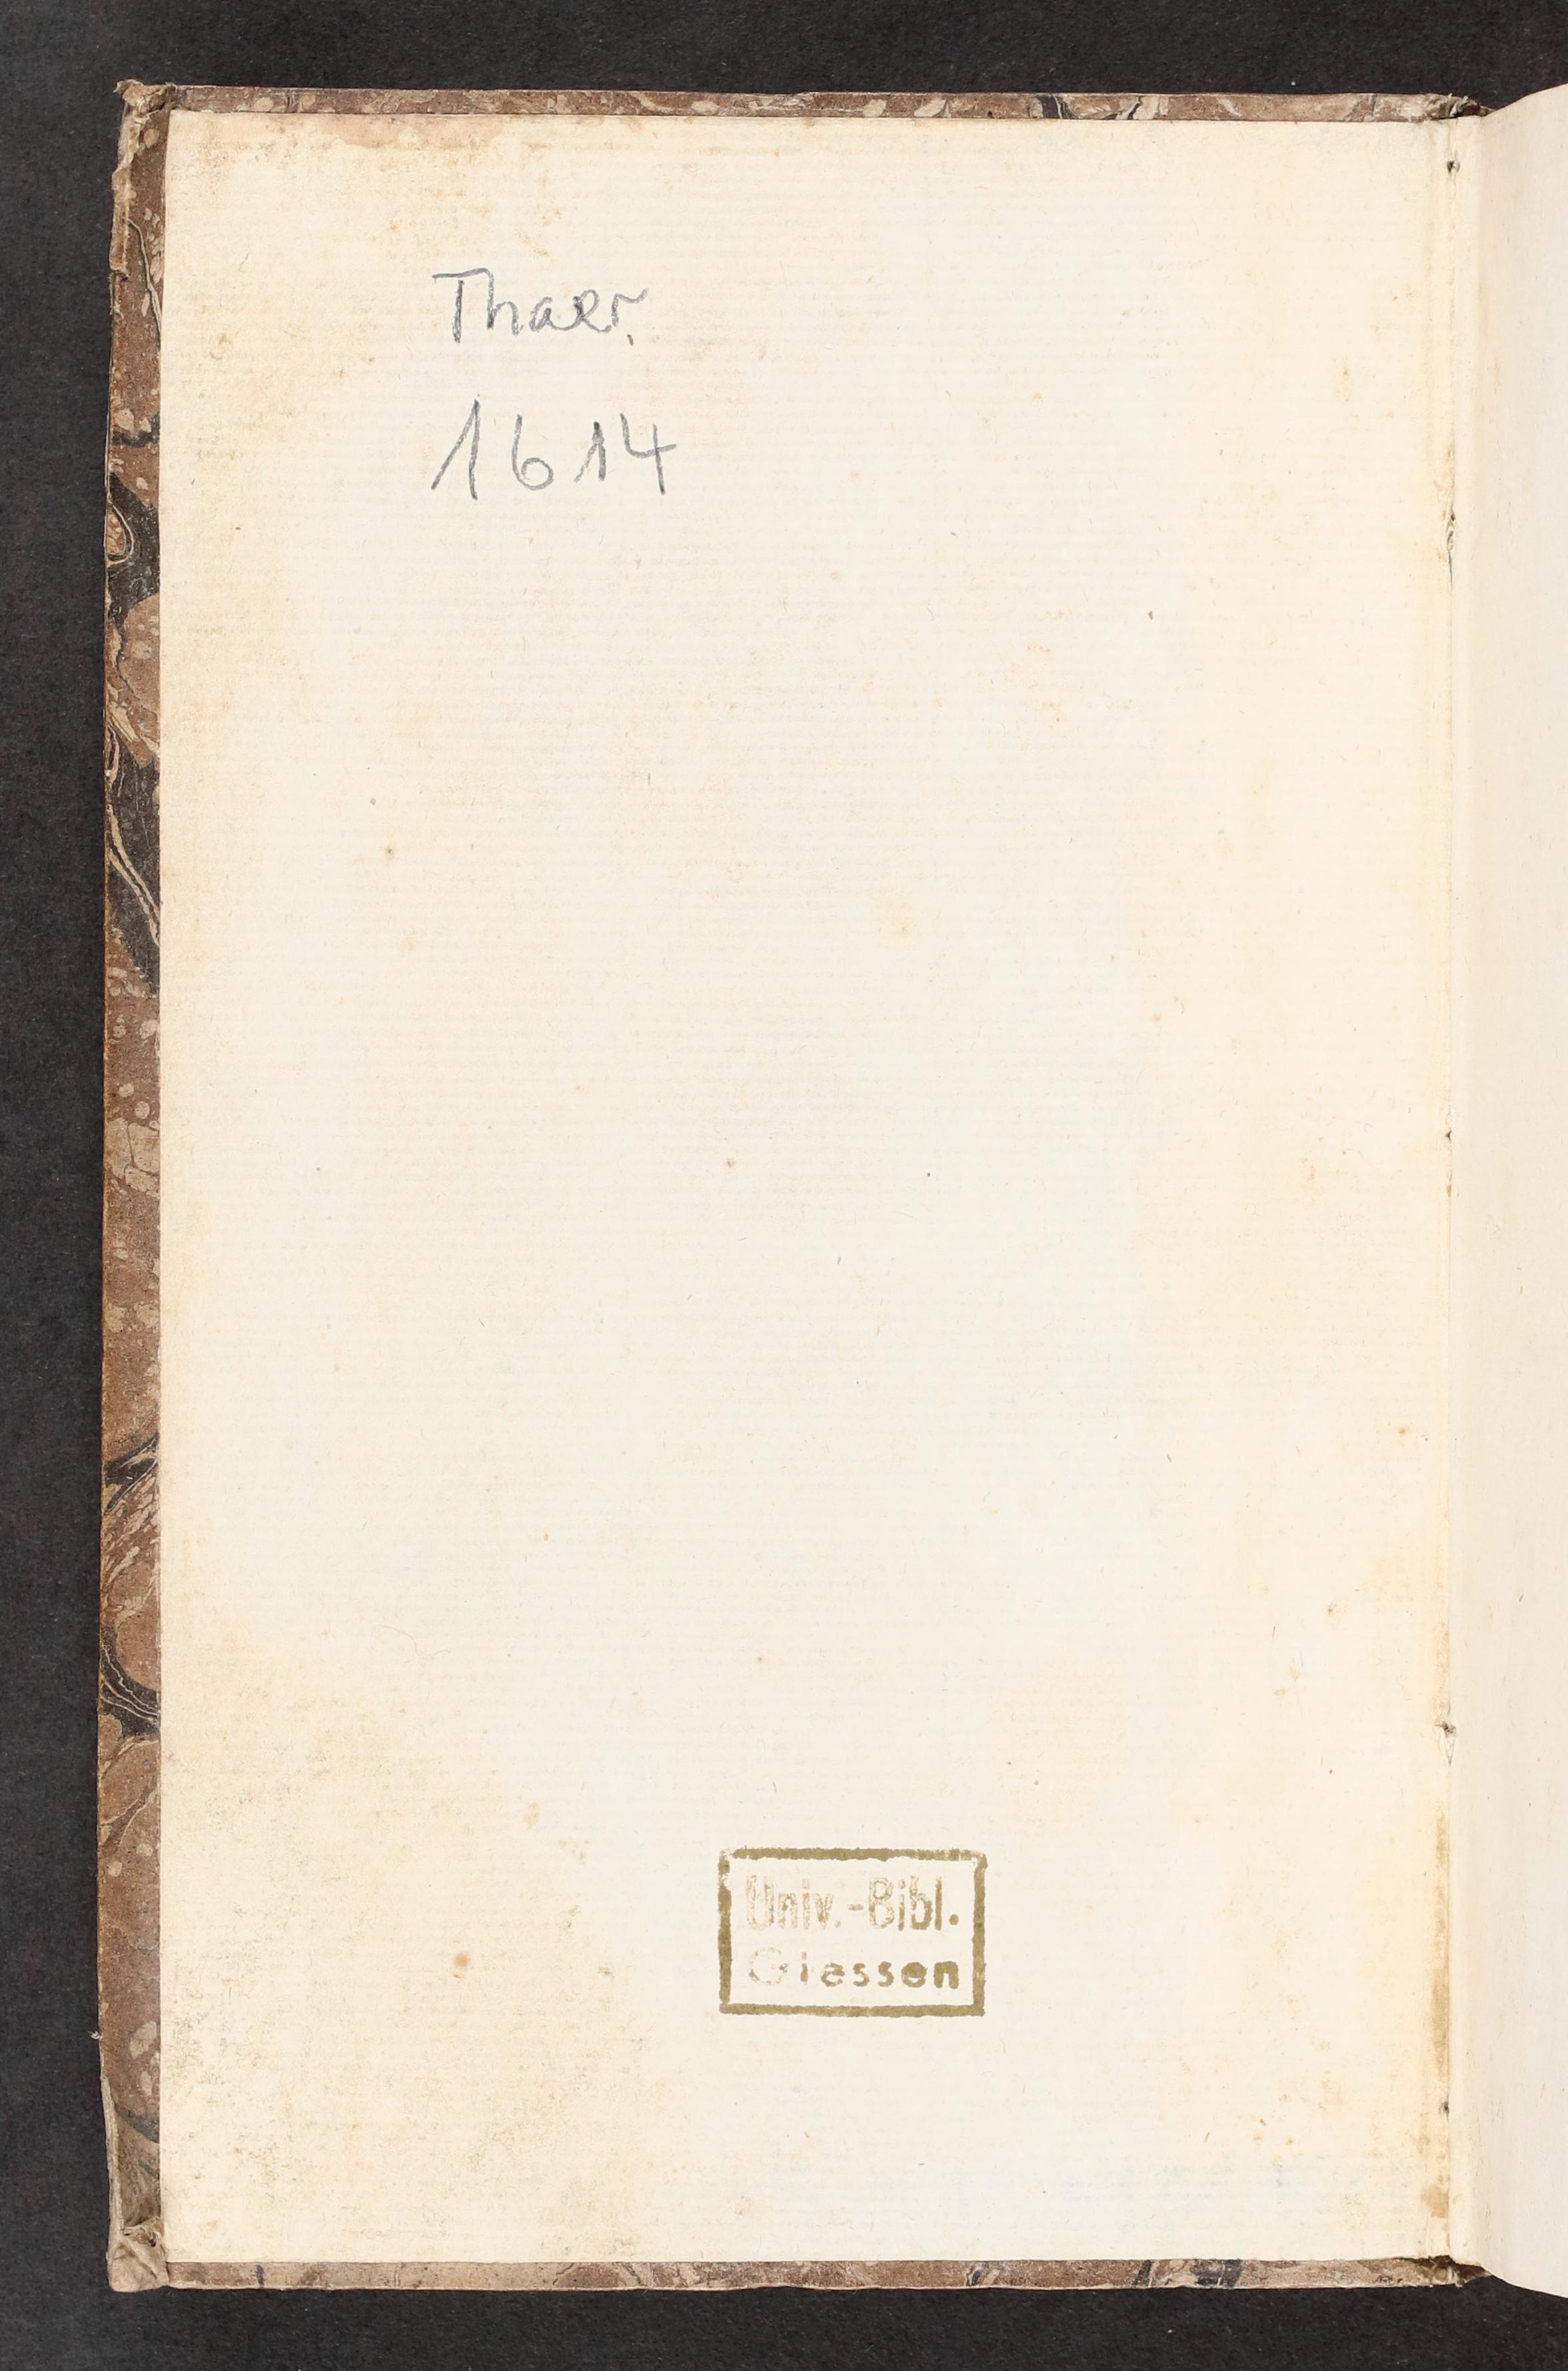 Thaer
1614
Univ.-Bibl.
Giessen